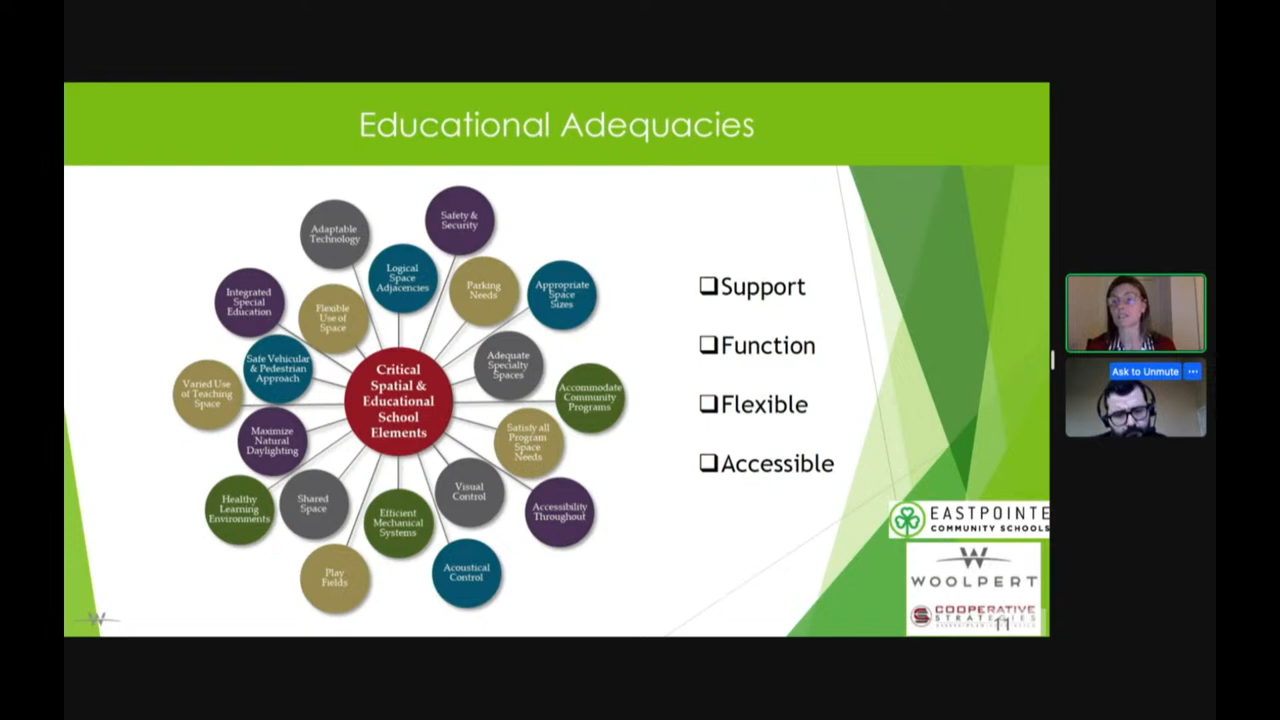 Educational Adequacies
Safety &
Security
Adaptable
Technology
Logical
Space
Adjacencies
Parking
Needs
Appropriate
Space
Sizes
Integrated
Special
Education
Flexible
Use of
Space
Adequate
Specialty
Spaces
Safe Vehicular
& Pedestrian
Approach
Varied Use
of Teaching
Space
Critical
Spatial &
Educational
School
Elements
Accommodate
Community
Programs
Maximize
Natural
Daylighting
Satisfy all
Program
Space
Needs
Healthy
Learning
Environments
Shared
Space
Efficient
Mechanical
Systems
Visual
Control
Accessibility
Throughout
Play
Fields
Acoustical
Control
Support
Function
Flexible
Accessible
Ask to Unmute
EASTPOINTE
COMMUNITY SCHOOLS
WOOLPERT
COOPERATIVE
STRATEGIES
11